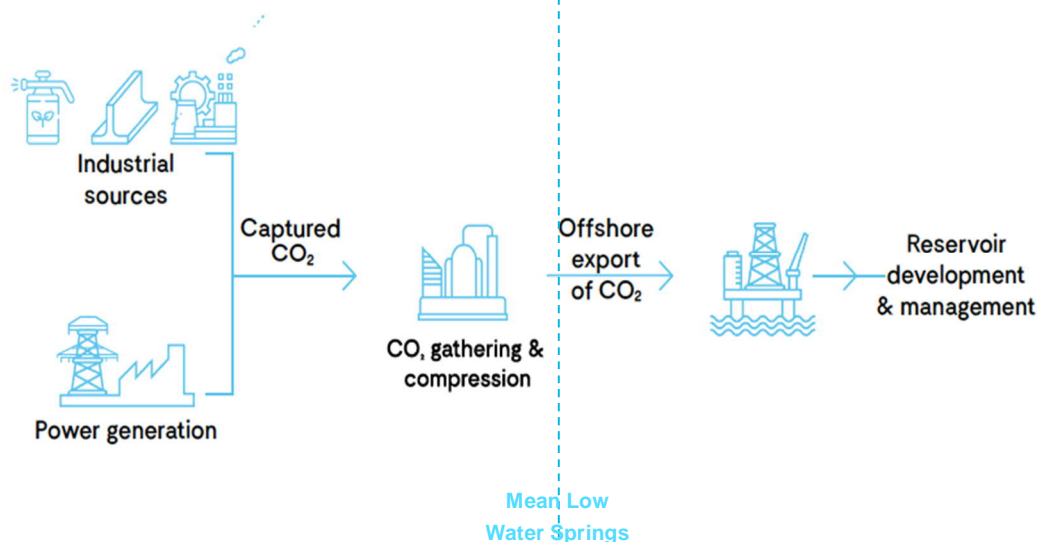 Industrial
sources
Captured
CO₂
Offshore
export
of CO₂
Reservoir
development
& management
CO, gathering &
compression
Power generation
Mean Low
Water Springs